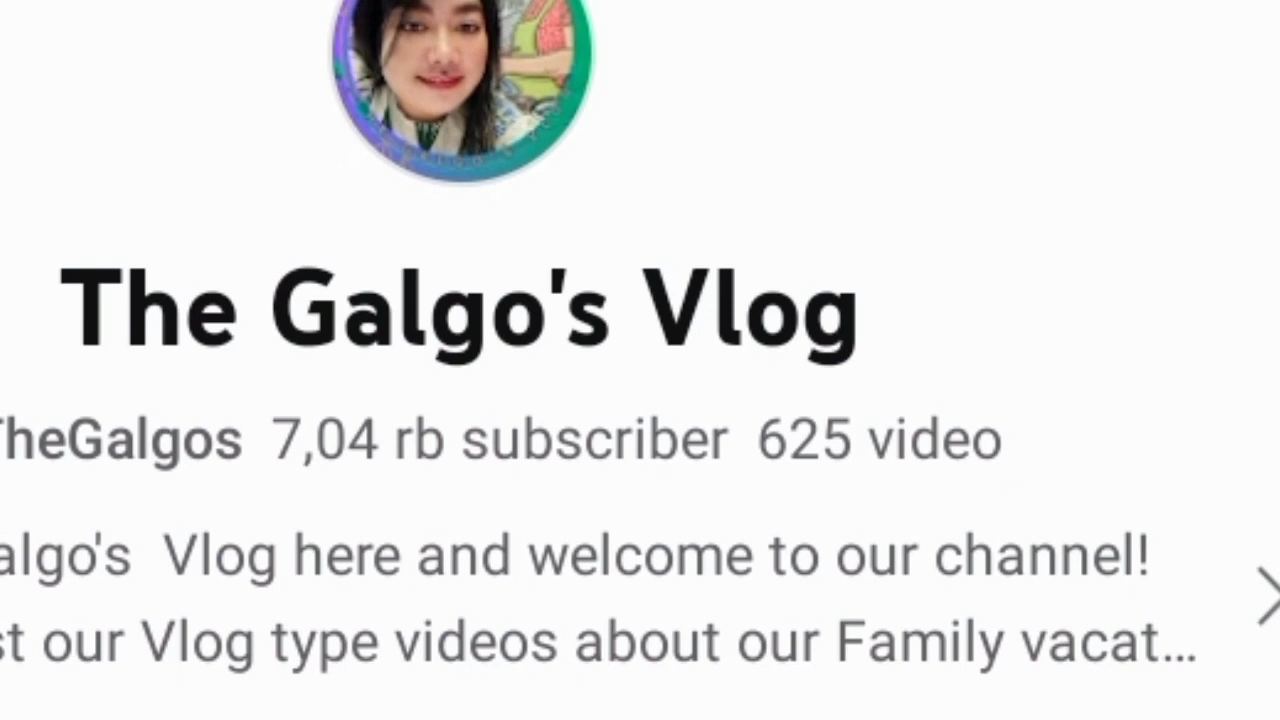 The Galgo's Vlog
TheGalgos 7,04 rb subscriber 625 video
algo's Vlog here and welcome to our channel!
st our Vlog type videos about our Family vacat...